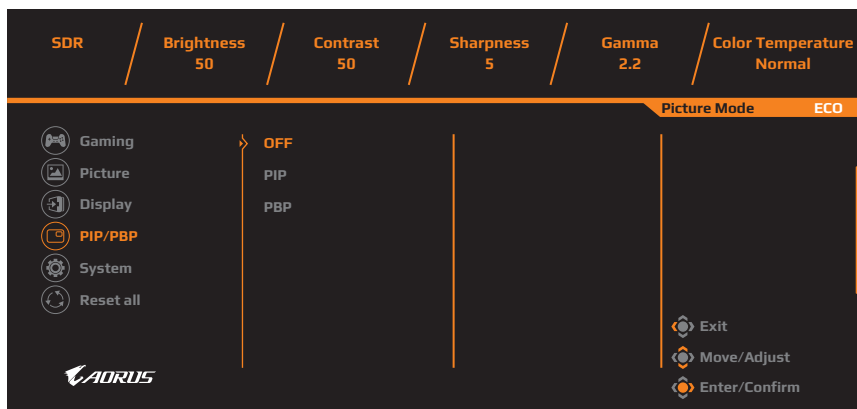 SDR Brightness Contrast Sharpness Gamma Color Temperature
50 50 5 2.2 Normal
Picture Mode ECO
Gaming OFF
Picture PIP
Display PBP
PIP/PBP
System
Reset all
Exit
Move/Adjust
AORUS
Enter/Confirm